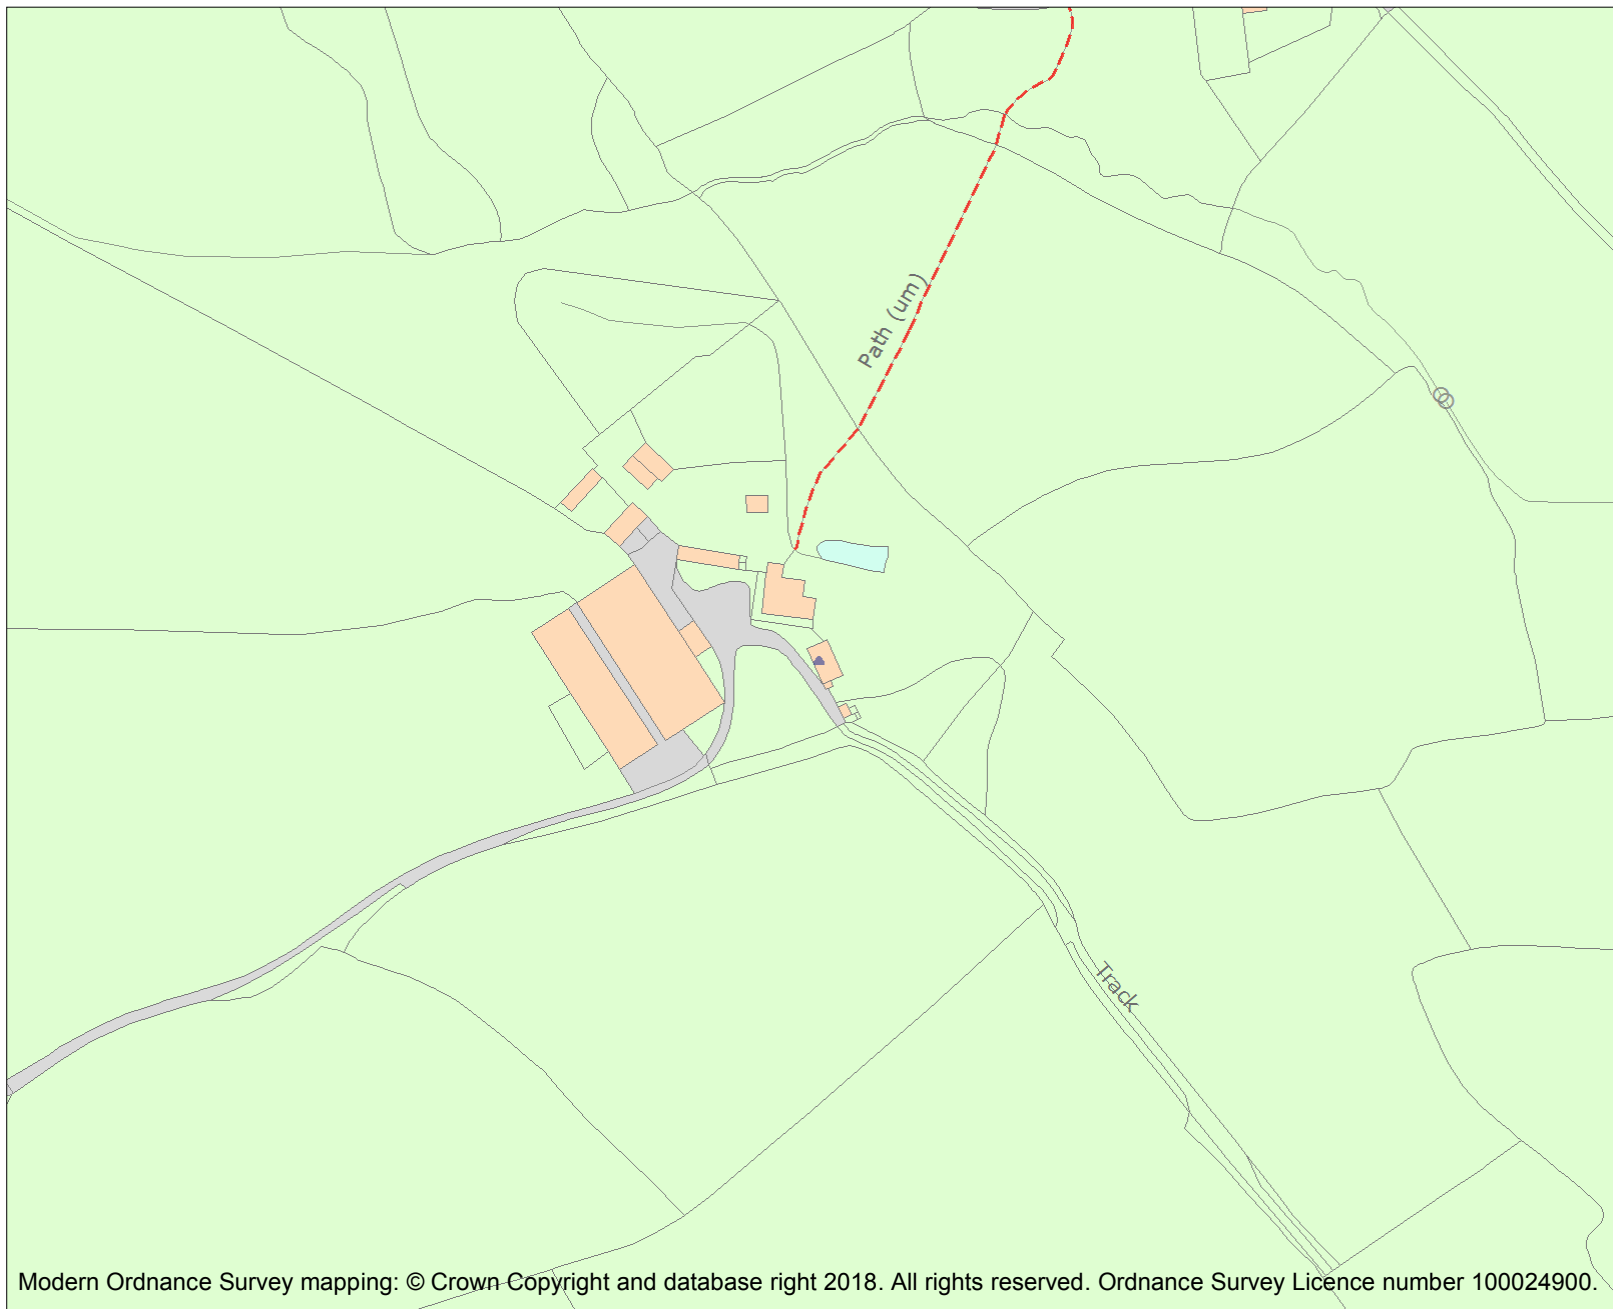 Path (um)
Track
Modern Ordnance Survey mapping: © Crown Copyright and database right 2018. All rights reserved. Ordnance Survey Licence number 100024900.